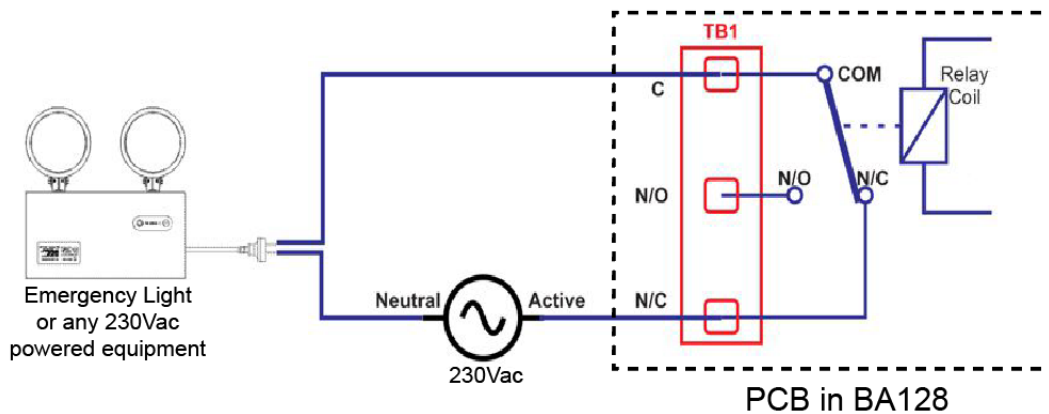 TB1
COM
C
Relay
Coil
N/O
N/O
N/C
Neutral
Active
N/C
230Vac
Emergency Light
or any 230Vac
powered equipment
PCB in BA128